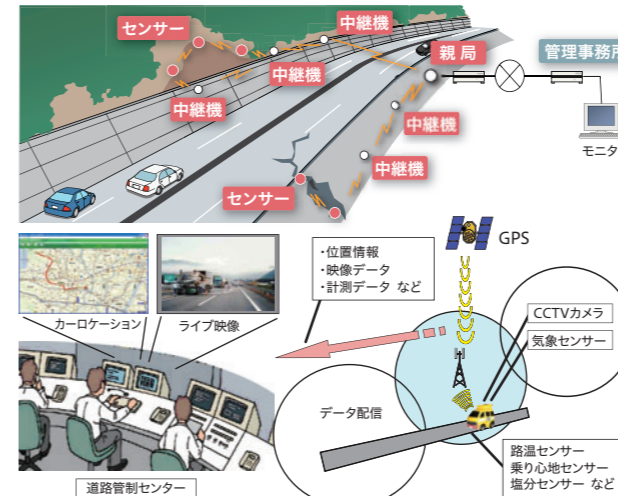 センサー
中継機
中継機
中継機
親局
管理事務所
モニタ
中継機
中継機
センサー
GPS
・位置情報
・映像データ
・計測データ など
カーロケーション
ライブ映像
CCTVカメラ
気象センサー
データ配信
路温センサー
乗り心地センサー
塩分センサー など
道路管制センター